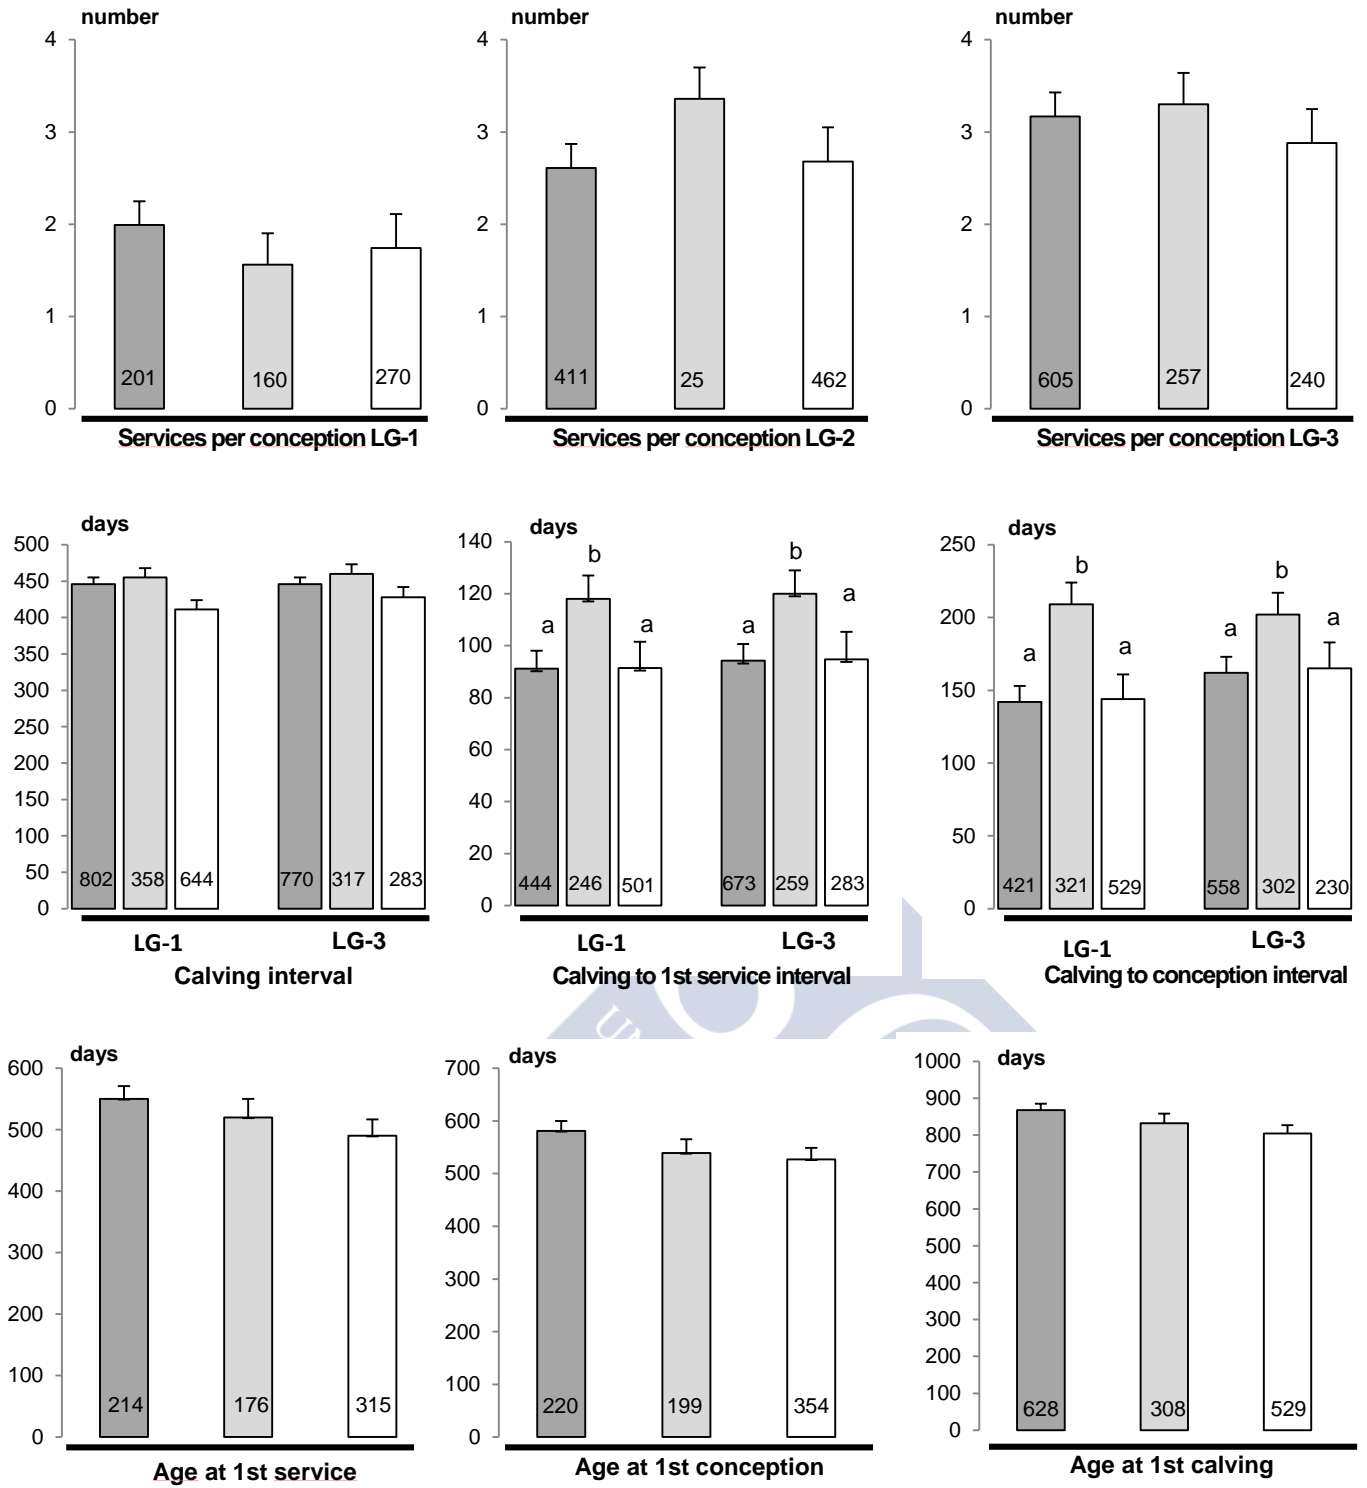 number
4
3
2
1
0
201
160
270
Services per conception LG-1
number
4
3
2
1
0
411
25
462
Services per conception LG-2
number
4
3
2
1
0
605
257
240
Services per conception LG-3
days
500
450
400
350
300
250
200
150
100
50
0
802
358
644
770
317
283
LG-1
LG-3
Calving interval
days
140
120
100
80
60
40
20
0
a
b
a
a
b
a
444
246
501
673
259
283
LG-1
LG-3
Calving to 1st service interval
days
250
200
150
100
50
0
a
b
a
a
b
a
421
321
529
558
302
230
LG-1
LG-3
Calving to conception interval
days
600
500
400
300
200
100
0
214
176
315
Age at 1st service
days
700
600
500
400
300
200
100
0
220
199
354
Age at 1st conception
days
1000
900
800
700
600
500
400
300
200
100
0
628
308
529
Age at 1st calving